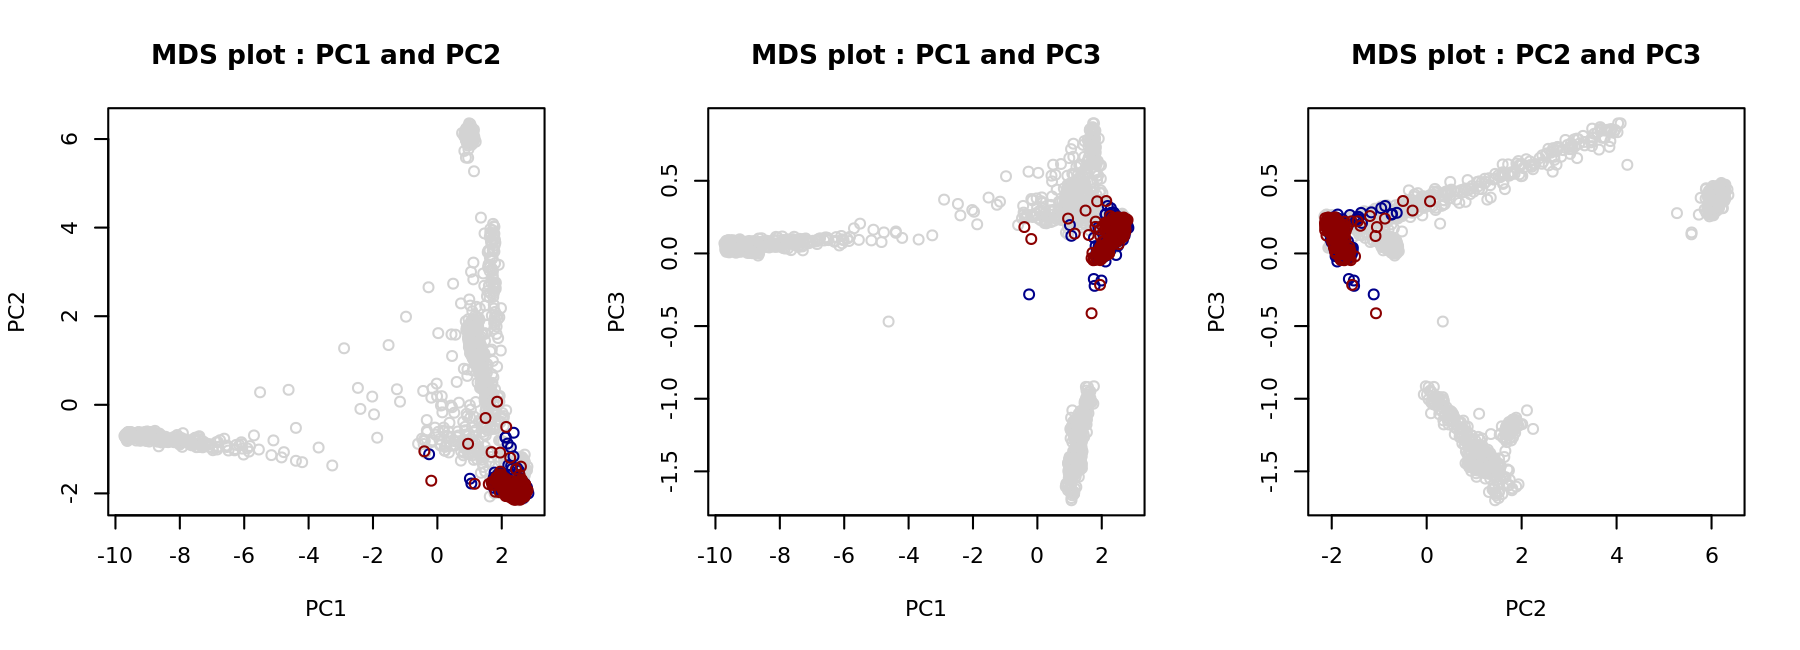 MDS plot : PC1 and PC2
6
4
2
0
-2
PC2
-10 -8 -6 -4 -2 0 2
PC1
MDS plot : PC1 and PC3
0.5
0.0
-0.5
-1.0
-1.5
PC3
-10 -8 -6 -4 -2 0 2
PC1
MDS plot : PC2 and PC3
0.5
0.0
-0.5
-1.0
-1.5
PC3
-2 0 2 4 6
PC2